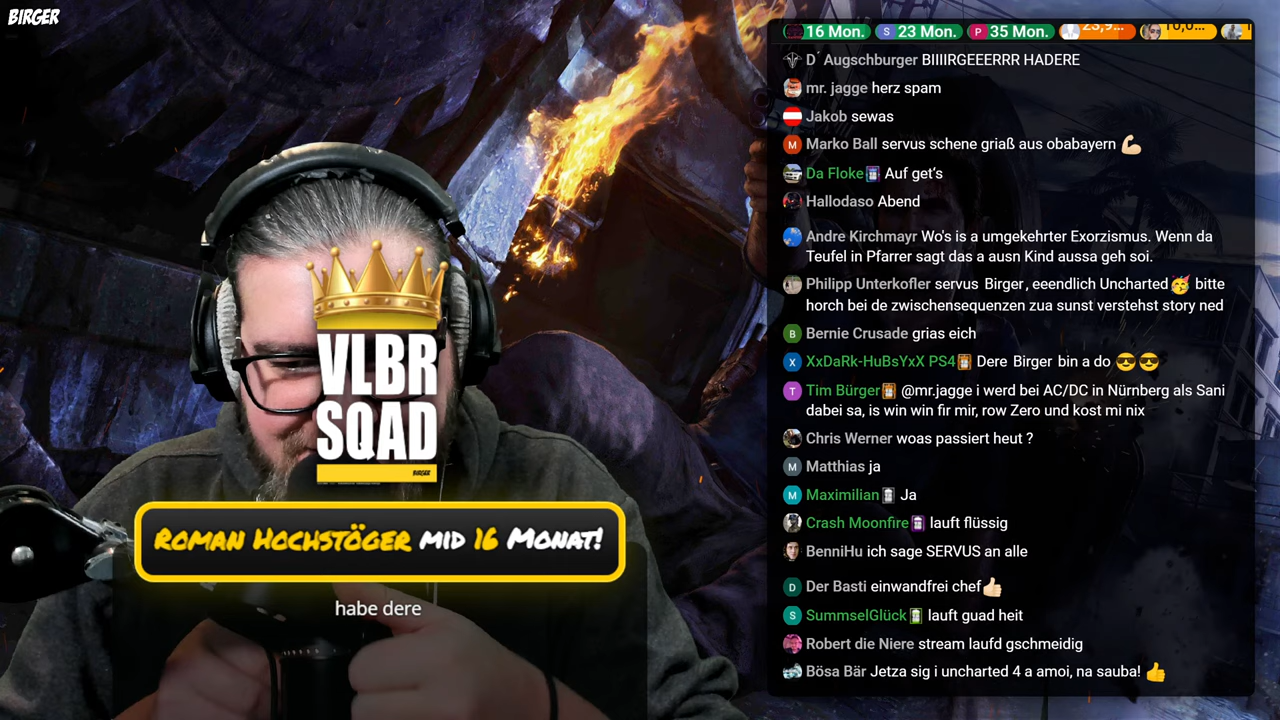 BIRGER
16 Mon.
S 23 Mon.
P 35 Mon.
D´Augschburger BIIIIRGEEERRR HADERE
mr. jagge herz spam
Jakob sewas
M Marko Ball servus schene griaß aus obabayern 💪🏻
Da Floke Auf get's
Hallodaso Abend
Andre Kirchmayr Wo's is a umgekehrter Exorzismus. Wenn da
Teufel in Pfarrer sagt das a ausn Kind aussa geh soi.
Philipp Unterkofler servus Birger, eeendlich Uncharted🥳 bitte
horch bei de zwischensequenzen zua sunst verstehst story ned
B Bernie Crusade grias eich
X XxDaRk-HuBsYxX PS4 Dere Birger bin a do 😎😎
T Tim Bürger @mr.jagge i werd bei AC/DC in Nürnberg als Sani
dabei sa, is win win fir mir, row Zero und kost mi nix
Chris Werner woas passiert heut ?
M Matthias ja
M Maximilian Ja
Crash Moonfire lauft flüssig
BenniHu ich sage SERVUS an alle
D Der Basti einwandfrei chef👍🏻
S SummselGlück lauft guad heit
Robert die Niere stream laufd gschmeidig
Bösa Bär Jetza sig i uncharted 4 a amoi, na sauba! 👍
VLBR
SQAD
BIRGER
Roman Hochstöger mid 16 Monat!
habe dere